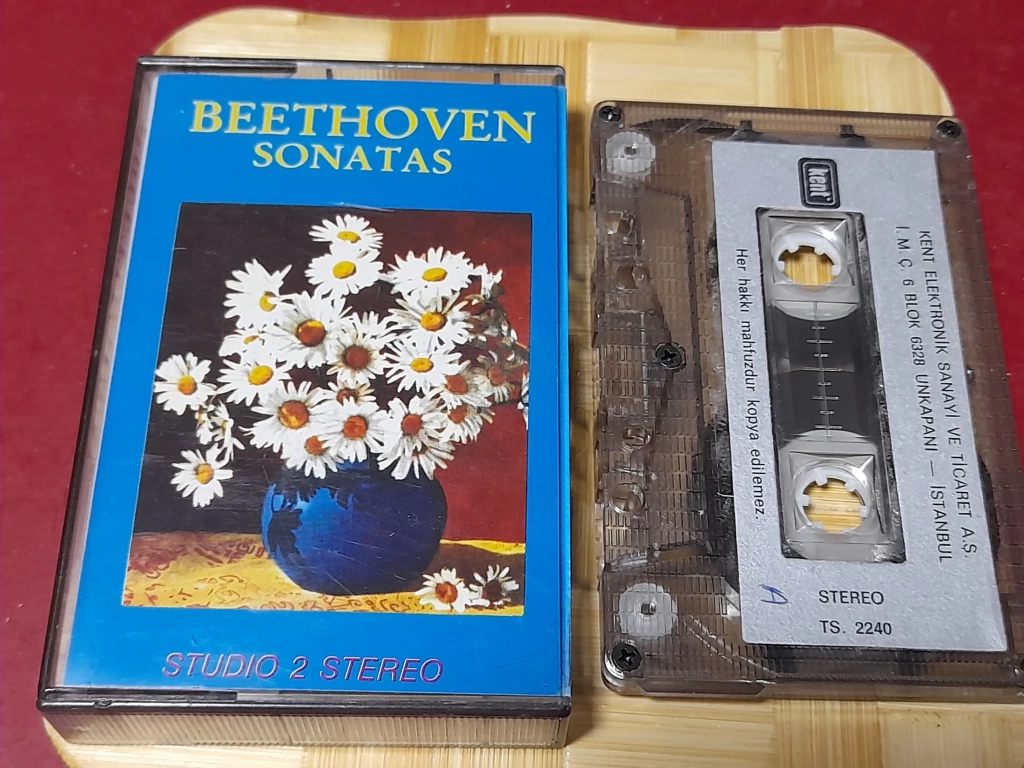 BEETHOVEN
SONATAS
STUDIO 2 STEREO
kent
KENT ELEKTRONİK SANAYİ VE TİCARET A.Ş.
İ. M. Ç. 6 BLOK 6328 UNKAPANI — İSTANBUL
Her hakkı mahfuzdur kopya edilemez.
STEREO
TS. 2240